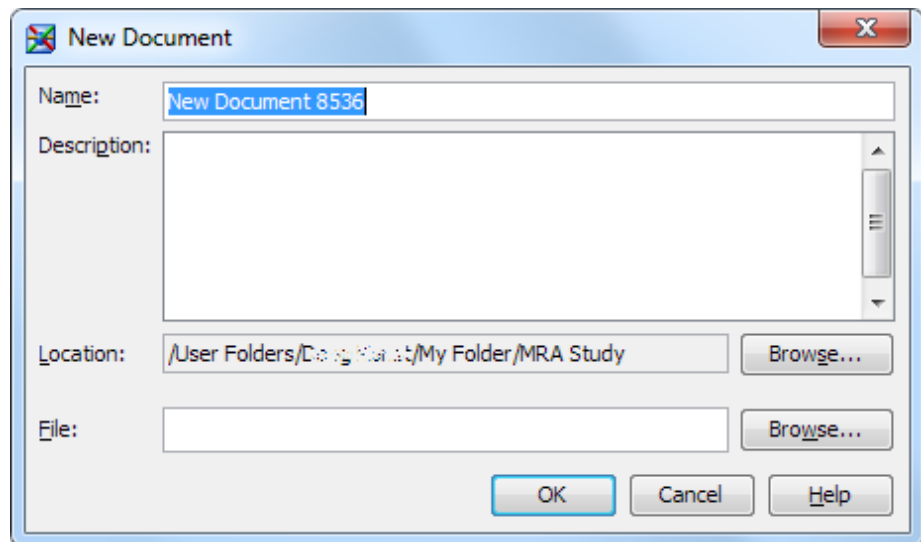 New Document
Name:
New Document 8536
Description:
Location:
/User Folders/ /My Folder/MRA Study
Browse...
File:
Browse...
OK
Cancel
Help